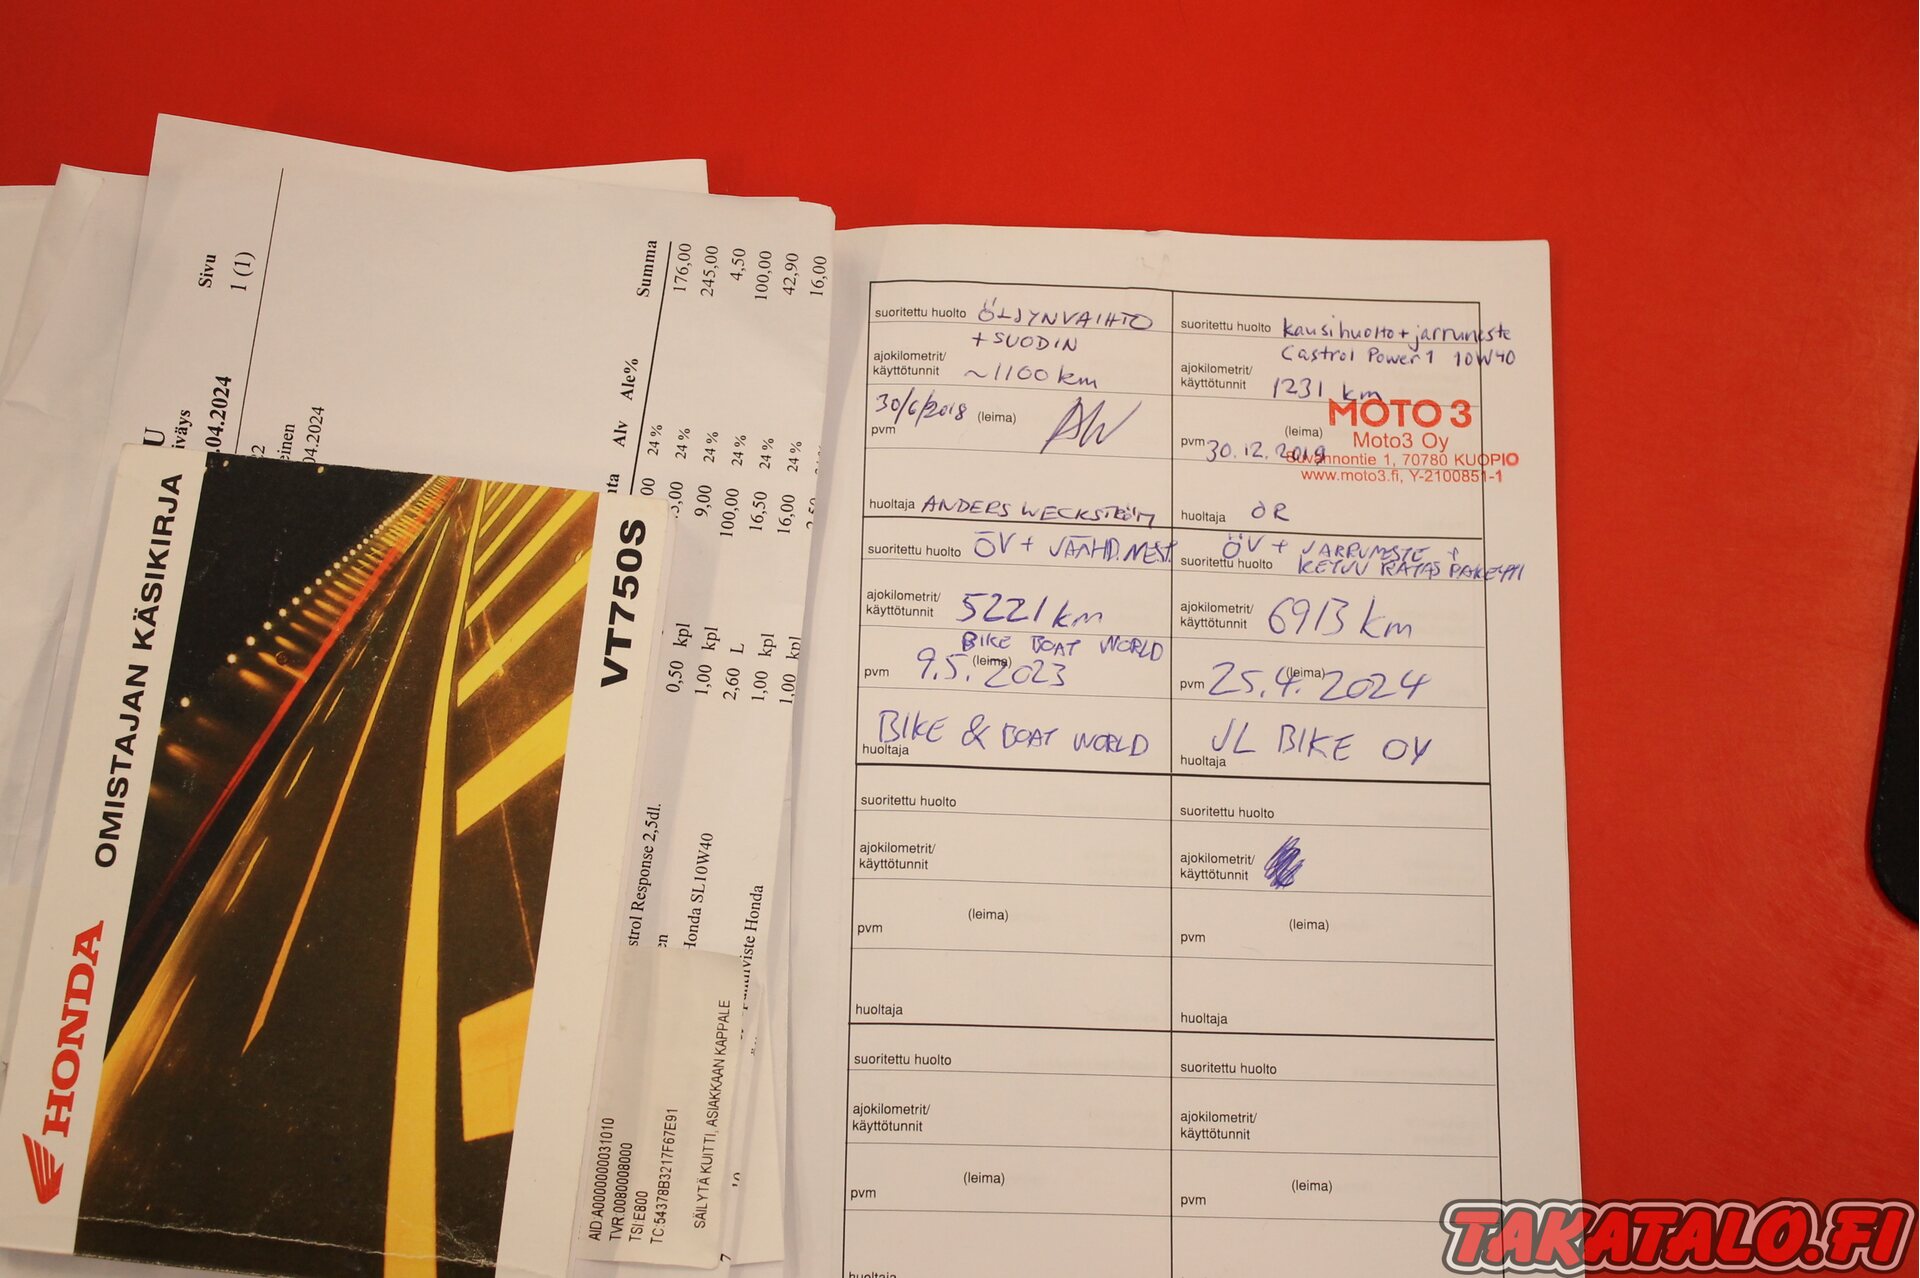 Sivu
1 (1)
.04.2024
04.2024
Alv Ale% Summa
24 % 176,00
24 % 245,00
24 % 4,50
24 % 100,00
24 % 42,90
24 % 16,00
9,00
100,00
16,50
16,00
0,50 kpl
1,00 kpl
2,60 L
1,00 kpl
1,00 kpl
strol Response 2,5dl.
Honda SL10W40
Honda
AID:A0000000031010
TVR:0080008000
TSI:E800
TC:54378B3217F67E91
SÄILYTÄ KUITTI, ASIAKKAAN KAPPALE
OMISTAJAN KÄSIKIRJA
HONDA
VT750S
suoritettu huolto ÖLJYNVAIHTO
+ SUODIN
ajokilometrit/
käyttötunnit ~1100 km
30/6/2018 (leima) AW
pvm
huoltaja ANDERS WECKSTRÖM
suoritettu huolto kausihuolto+jarruneste
Castrol Power1 10W40
ajokilometrit/
käyttötunnit 1231 km
MOTO 3
(leima) Moto3 Oy
pvm 30.12.2019
Suvannontie 1, 70780 KUOPIO
www.moto3.fi, Y-2100851-1
huoltaja ÖR
suoritettu huolto ÖV + JÄÄHD.NEST.
ajokilometrit/
käyttötunnit 5221 km
BIKE BOAT WORLD
pvm 9.5. (leima) 2023
BIKE & BOAT WORLD
huoltaja
ÖV + JARRUNESTE +
suoritettu huolto KETJU RATAS PAKETTI
ajokilometrit/
käyttötunnit 6913 km
pvm 25.4. (leima) 2024
JL BIKE OY
huoltaja
suoritettu huolto
ajokilometrit/
käyttötunnit
(leima)
pvm
huoltaja
suoritettu huolto
ajokilometrit/
käyttötunnit
(leima)
pvm
huoltaja
suoritettu huolto
ajokilometrit/
käyttötunnit
(leima)
pvm
huoltaja
suoritettu huolto
ajokilometrit/
käyttötunnit
(leima)
pvm
TAKATALO.FI